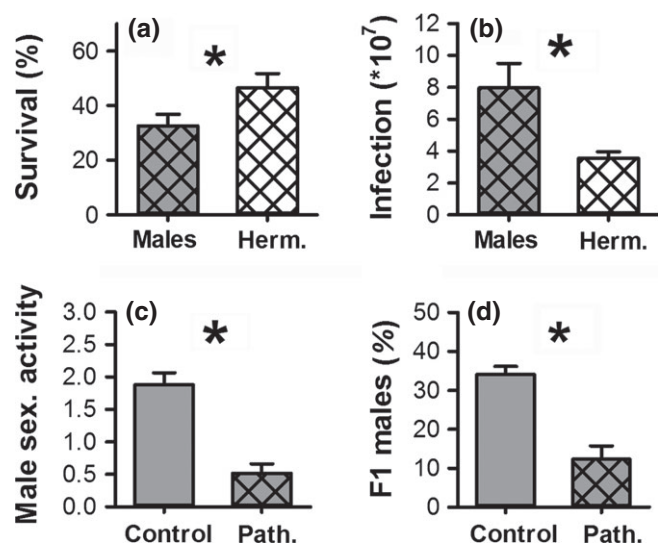 (a)
Survival (%)
60
40
20
0
*
Males Herm.
(b)
Infection (*10⁷)
12
10
8
6
4
2
0
*
Males Herm.
(c)
Male sex. activity
3.0
2.5
2.0
1.5
1.0
0.5
0.0
*
Control Path.
(d)
F1 males (%)
50
40
30
20
10
0
*
Control Path.